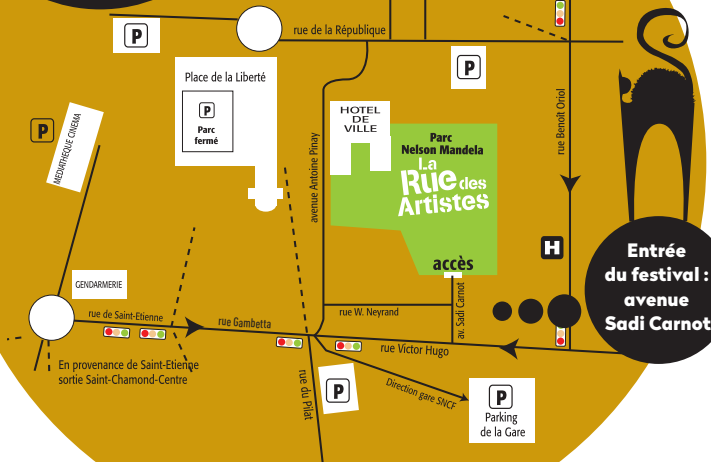 rue de la République
P
P
Place de la Liberté
P
Parc
fermé
P
MEDIATHEQUE CINEMA
HOTEL
DE
VILLE
Parc
Nelson Mandela
La
Rue des
Artistes
accès
avenue Antoine Pinay
rue Benoît Oriol
H
Entrée
du festival :
avenue
Sadi Carnot
GENDARMERIE
rue de Saint-Etienne
rue Gambetta
rue W. Neyrand
av. Sadi Carnot
rue Victor Hugo
En provenance de Saint-Etienne
sortie Saint-Chamond-Centre
rue du Pilat
P
Direction gare SNCF
P
Parking
de la Gare